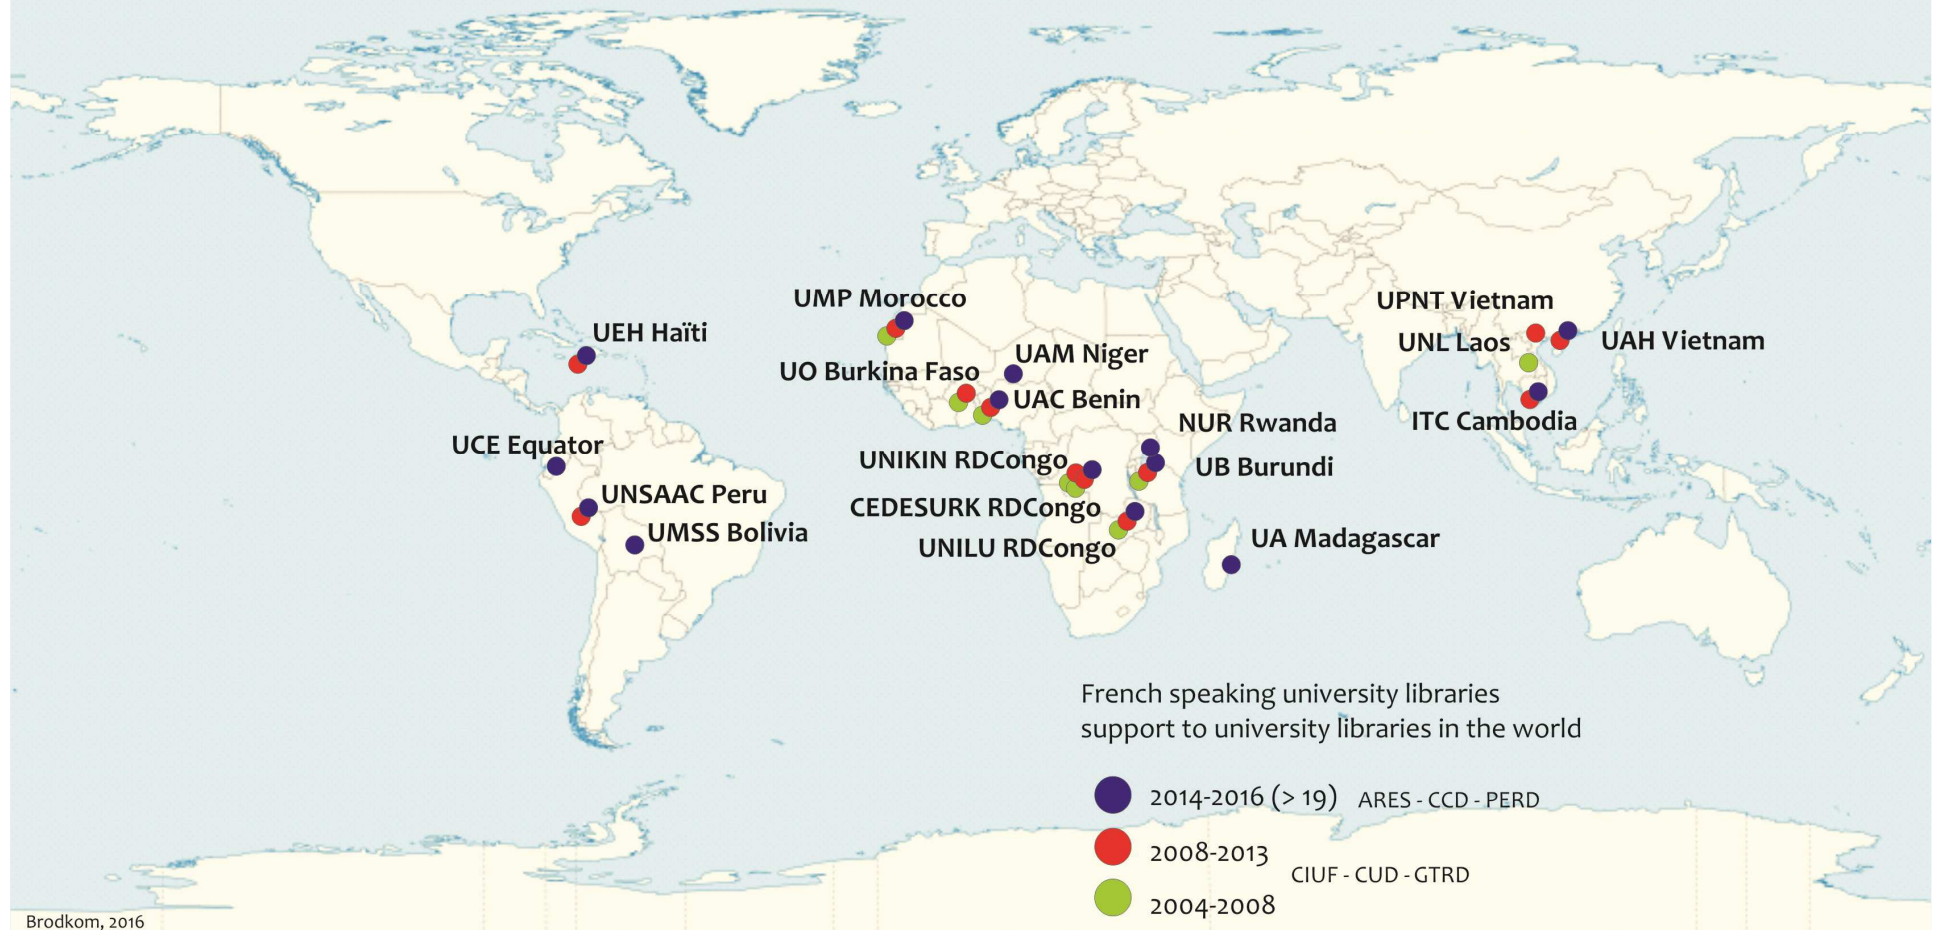 UMP Morocco
UPNT Vietnam
UEH Haïti
UNL Laos
UAH Vietnam
UAM Niger
UO Burkina Faso
UAC Benin
ITC Cambodia
NUR Rwanda
UCE Equator
UNIKIN RDCongo
UB Burundi
UNSAAC Peru
CEDESURK RDCongo
UMSS Bolivia
UA Madagascar
UNILU RDCongo
French speaking university libraries
support to university libraries in the world
2014-2016 (> 19) ARES - CCD - PERD
2008-2013
CIUF - CUD - GTRD
2004-2008
Brodkom, 2016